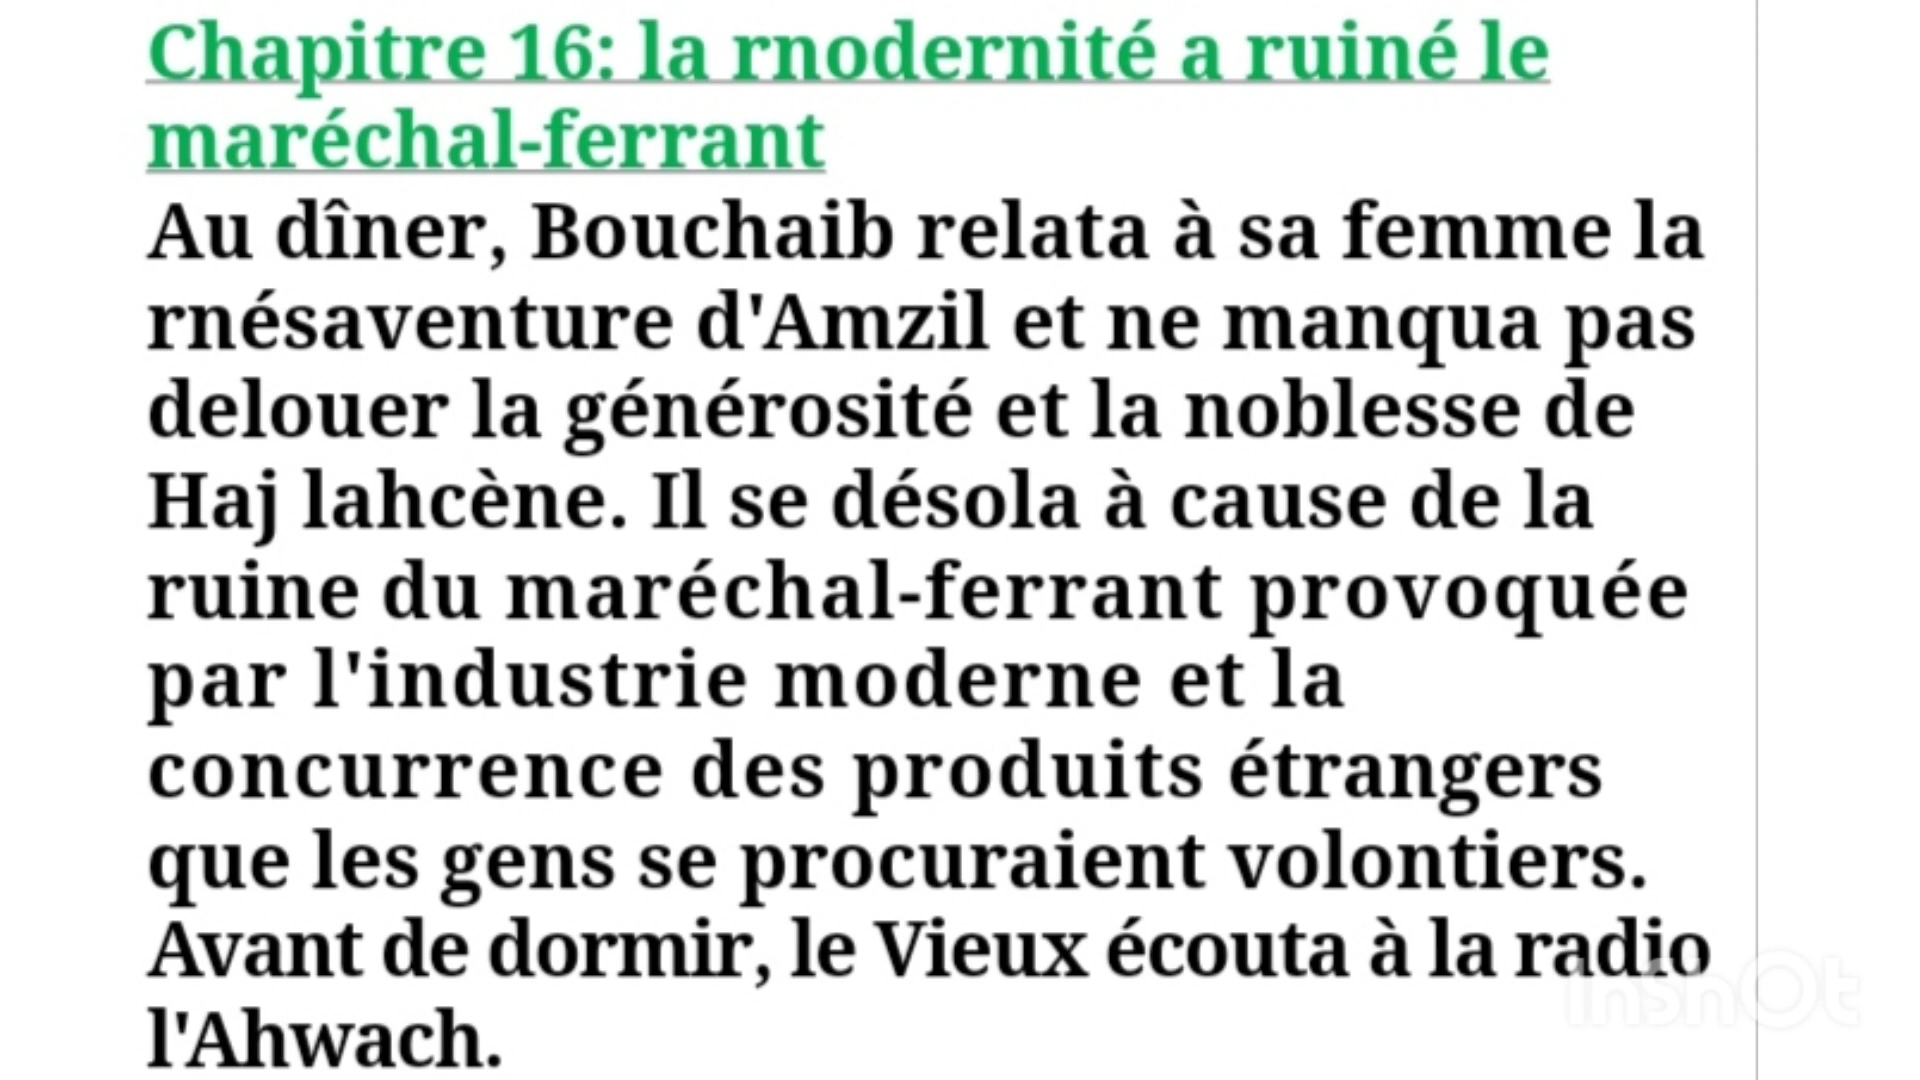 Chapitre 16: la rnodernité a ruiné le
maréchal-ferrant
Au dîner, Bouchaib relata à sa femme la
rnésaventure d'Amzil et ne manqua pas
delouer la générosité et la noblesse de
Haj lahcène. Il se désola à cause de la
ruine du maréchal-ferrant provoquée
par l'industrie moderne et la
concurrence des produits étrangers
que les gens se procuraient volontiers.
Avant de dormir, le Vieux écouta à la radio
l'Ahwach.
InShOt